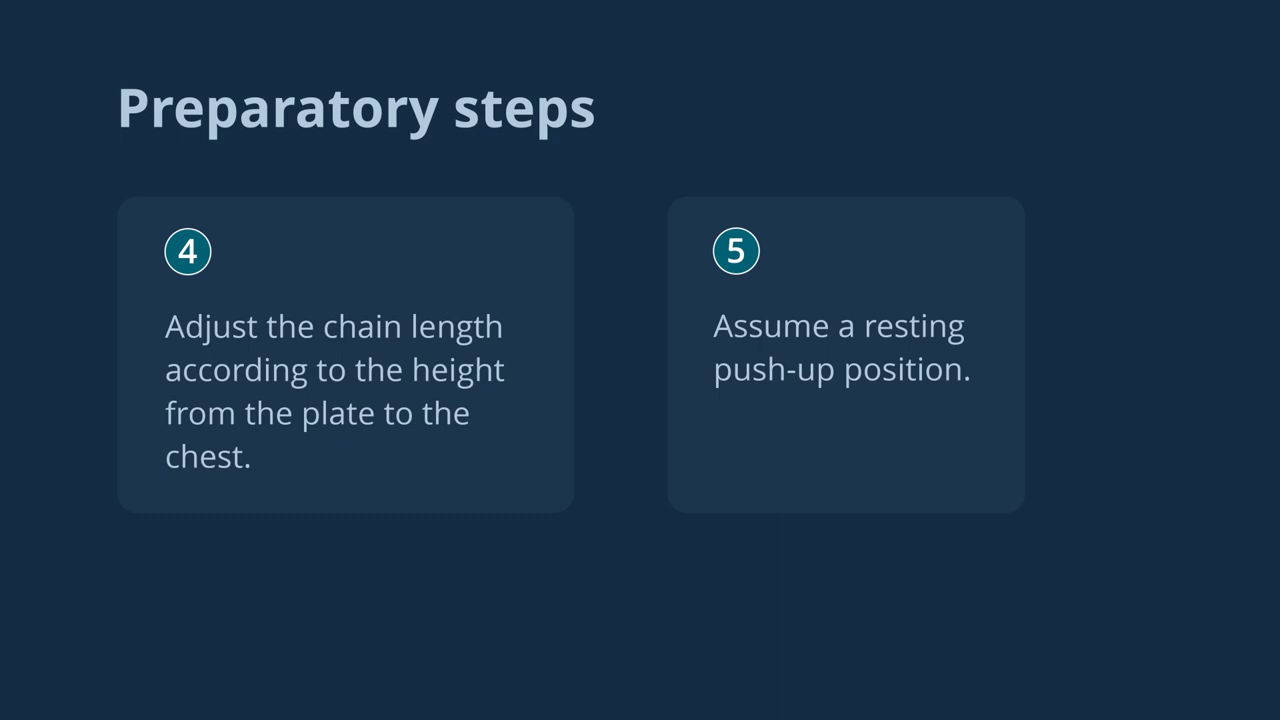 Preparatory steps
4
Adjust the chain length
according to the height
from the plate to the
chest.
5
Assume a resting
push-up position.